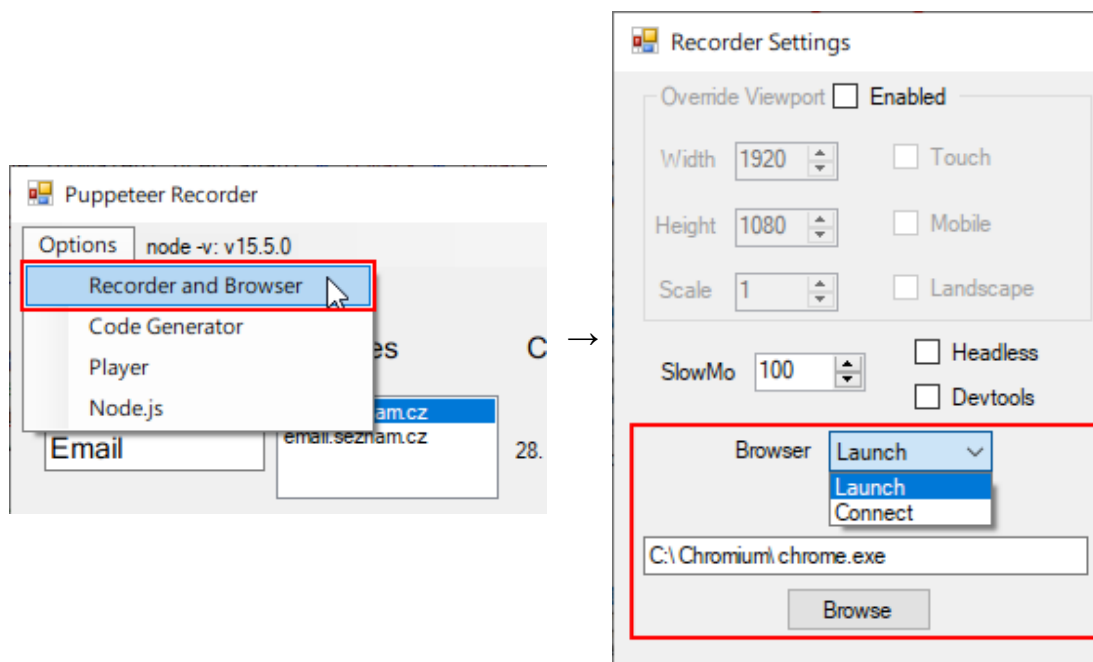 Puppeteer Recorder
Options node -v: v15.5.0
Recorder and Browser
Code Generator
Player
Node.js
es
C
am.cz
email.seznam.cz
Email
28.
→
Recorder Settings
Override Viewport Enabled
Width 1920 Touch
Height 1080 Mobile
Scale 1 Landscape
SlowMo 100 Headless
Devtools
Browser Launch
Launch
Connect
C:\Chromium\chrome.exe
Browse